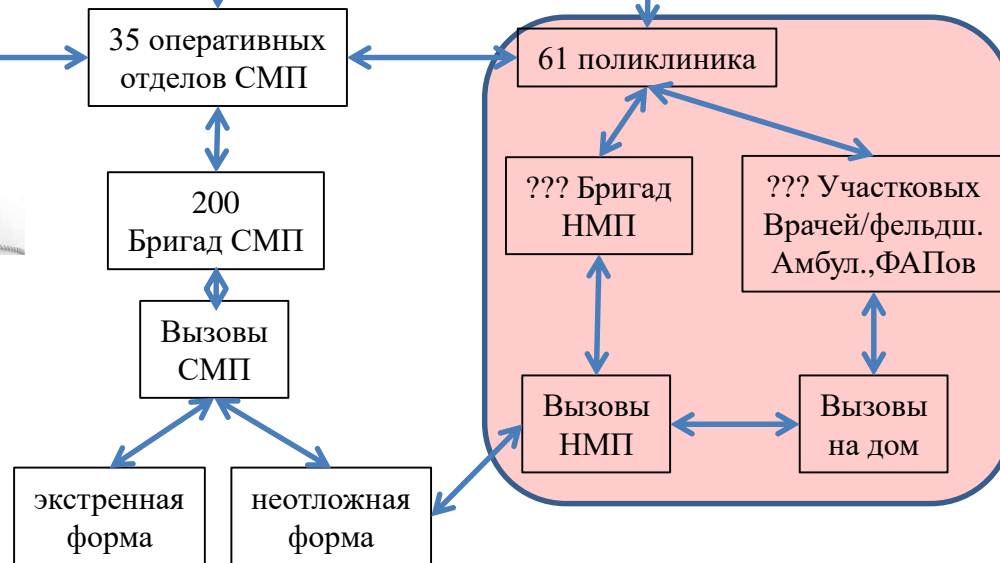 35 оперативных
отделов СМП
61 поликлиника
200
Бригад СМП
??? Бригад
НМП
??? Участковых
Врачей/фельдш.
Амбул.,ФАПов
Вызовы
СМП
Вызовы
НМП
Вызовы
на дом
экстренная
форма
неотложная
форма